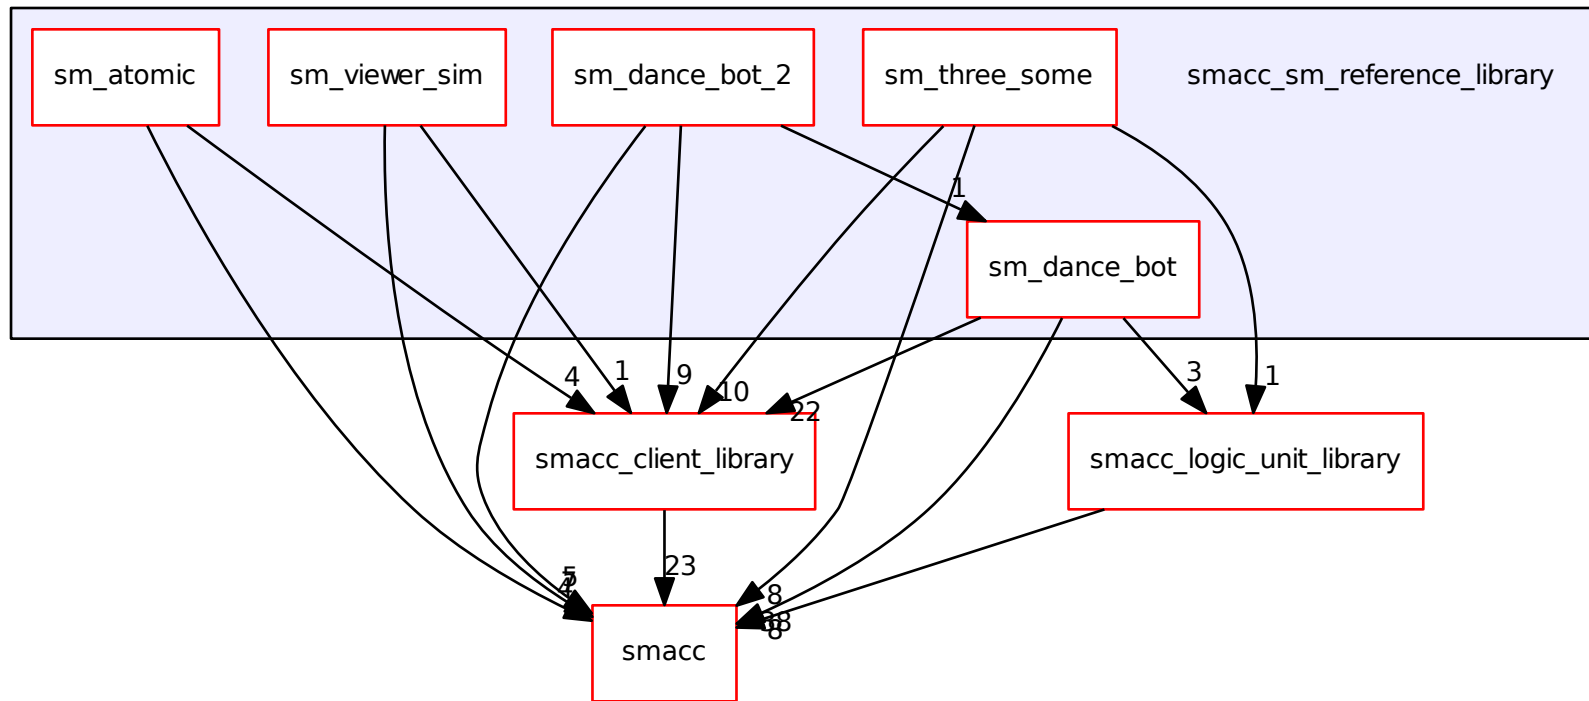 sm_atomic
sm_viewer_sim
sm_dance_bot_2
sm_three_some
smacc_sm_reference_library
1
sm_dance_bot
4
1
9
10
22
3
1
smacc_client_library
smacc_logic_unit_library
23
8
8
smacc